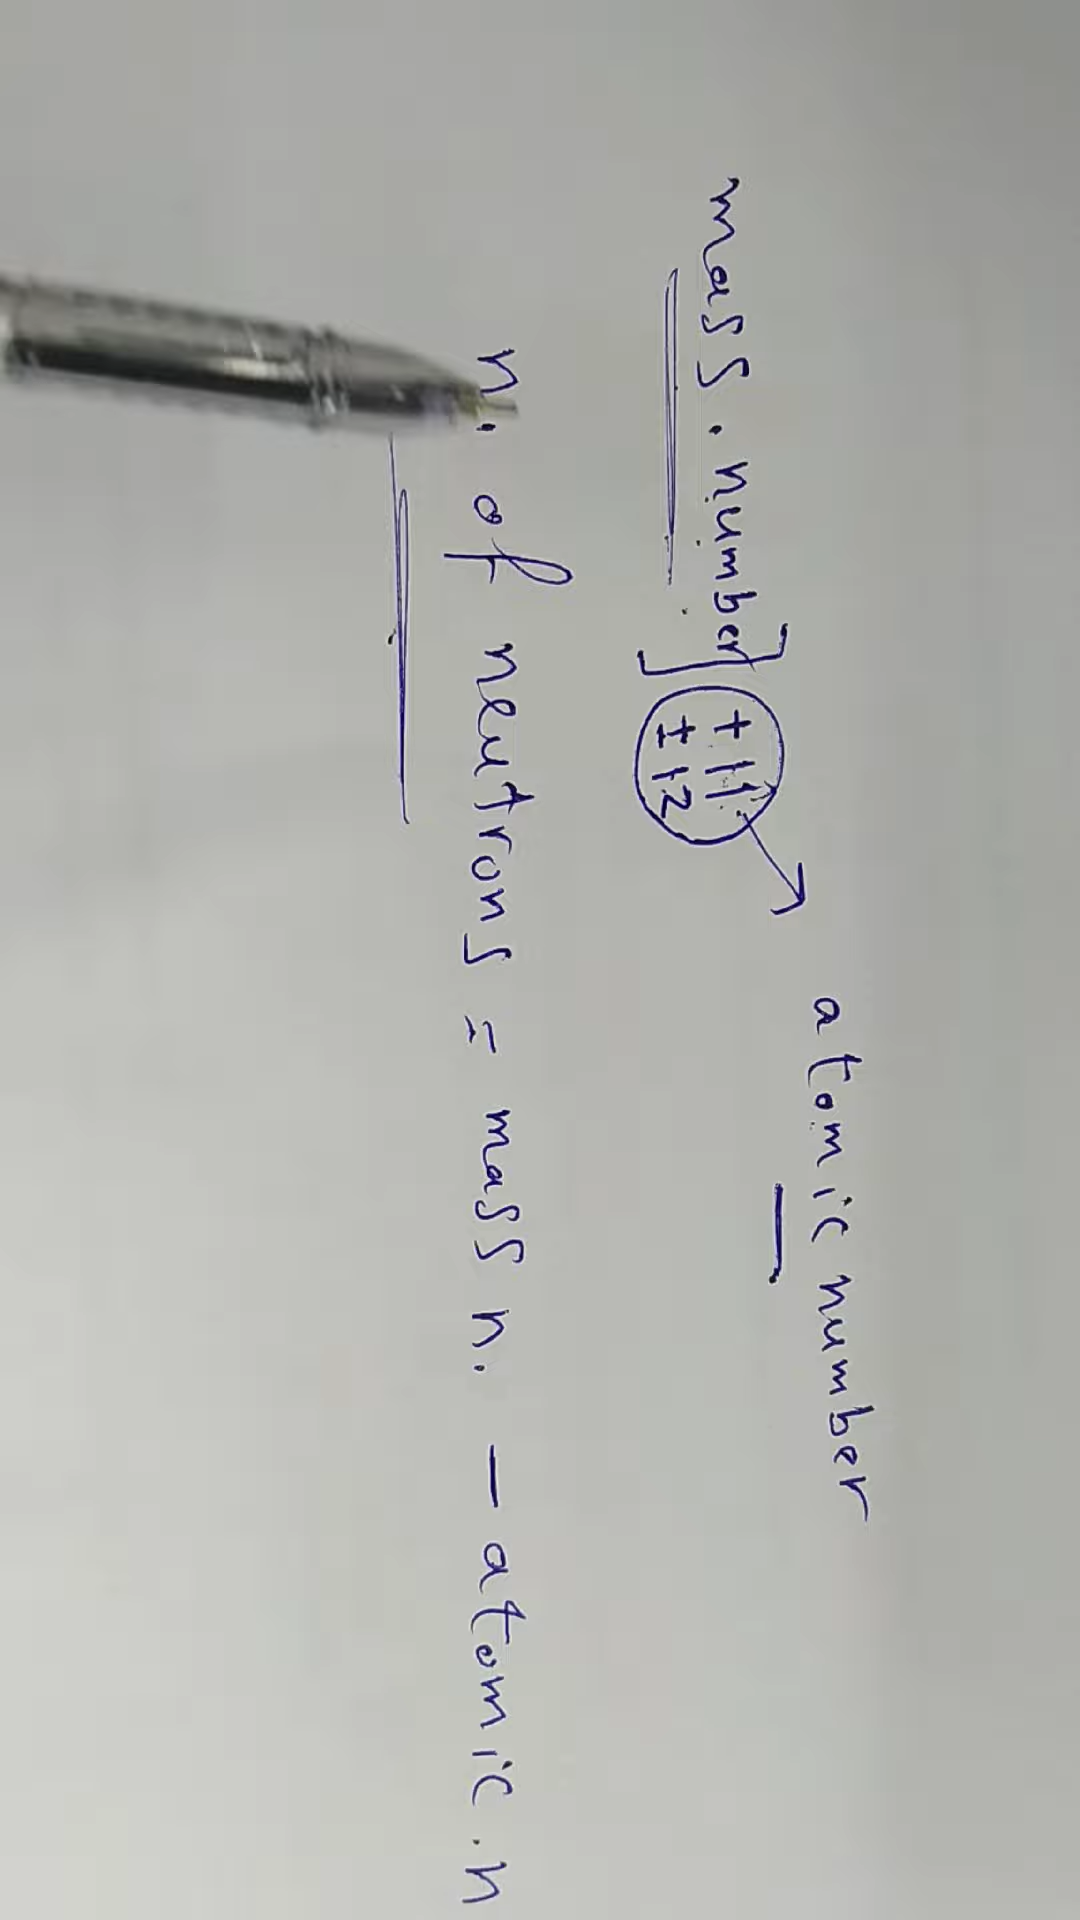 atomic number
mass.number] +11
±12
n. of neutrons = mass n. – atomic.n